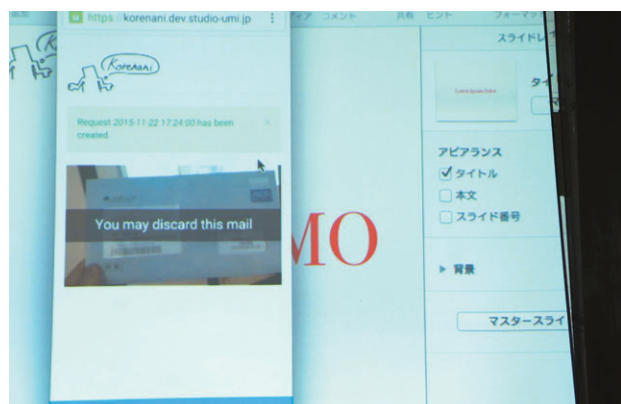 https://korenani.dev.studio-umi.jp
ィア コメント 共有 ヒント フォーマット
スライドレイ
Korenani
タイ
Request 2015-11-22 17:24:00 has been
created.
×
アピアランス
タイトル
本文
スライド番号
You may discard this mail
MO
背景
マスタースライ